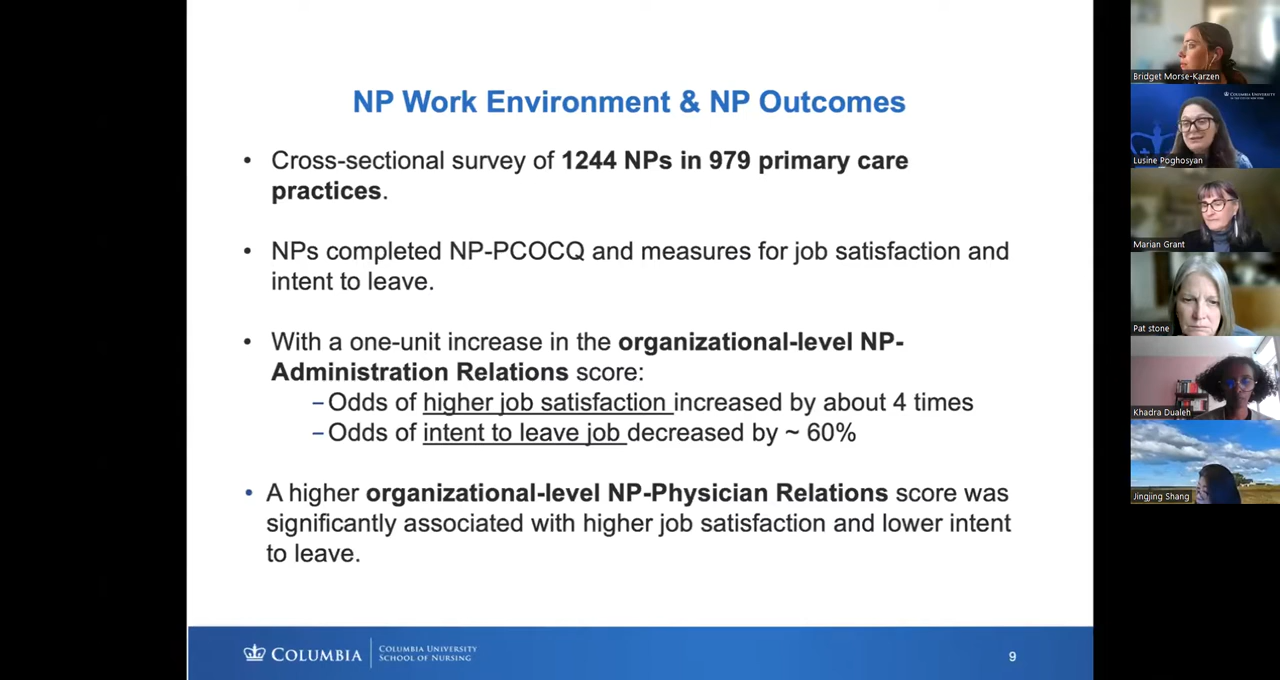 NP Work Environment & NP Outcomes
• Cross-sectional survey of 1244 NPs in 979 primary care
practices.
• NPs completed NP-PCOCQ and measures for job satisfaction and
intent to leave.
• With a one-unit increase in the organizational-level NP-
Administration Relations score:
–Odds of higher job satisfaction increased by about 4 times
–Odds of intent to leave job decreased by ~ 60%
• A higher organizational-level NP-Physician Relations score was
significantly associated with higher job satisfaction and lower intent
to leave.
COLUMBIA
COLUMBIA UNIVERSITY
SCHOOL OF NURSING
9
Bridget Morse-Karzen
COLUMBIA UNIVERSITY
Lusine Poghosyan
Marian Grant
Pat stone
Khadra Dualeh
Jingjing Shang